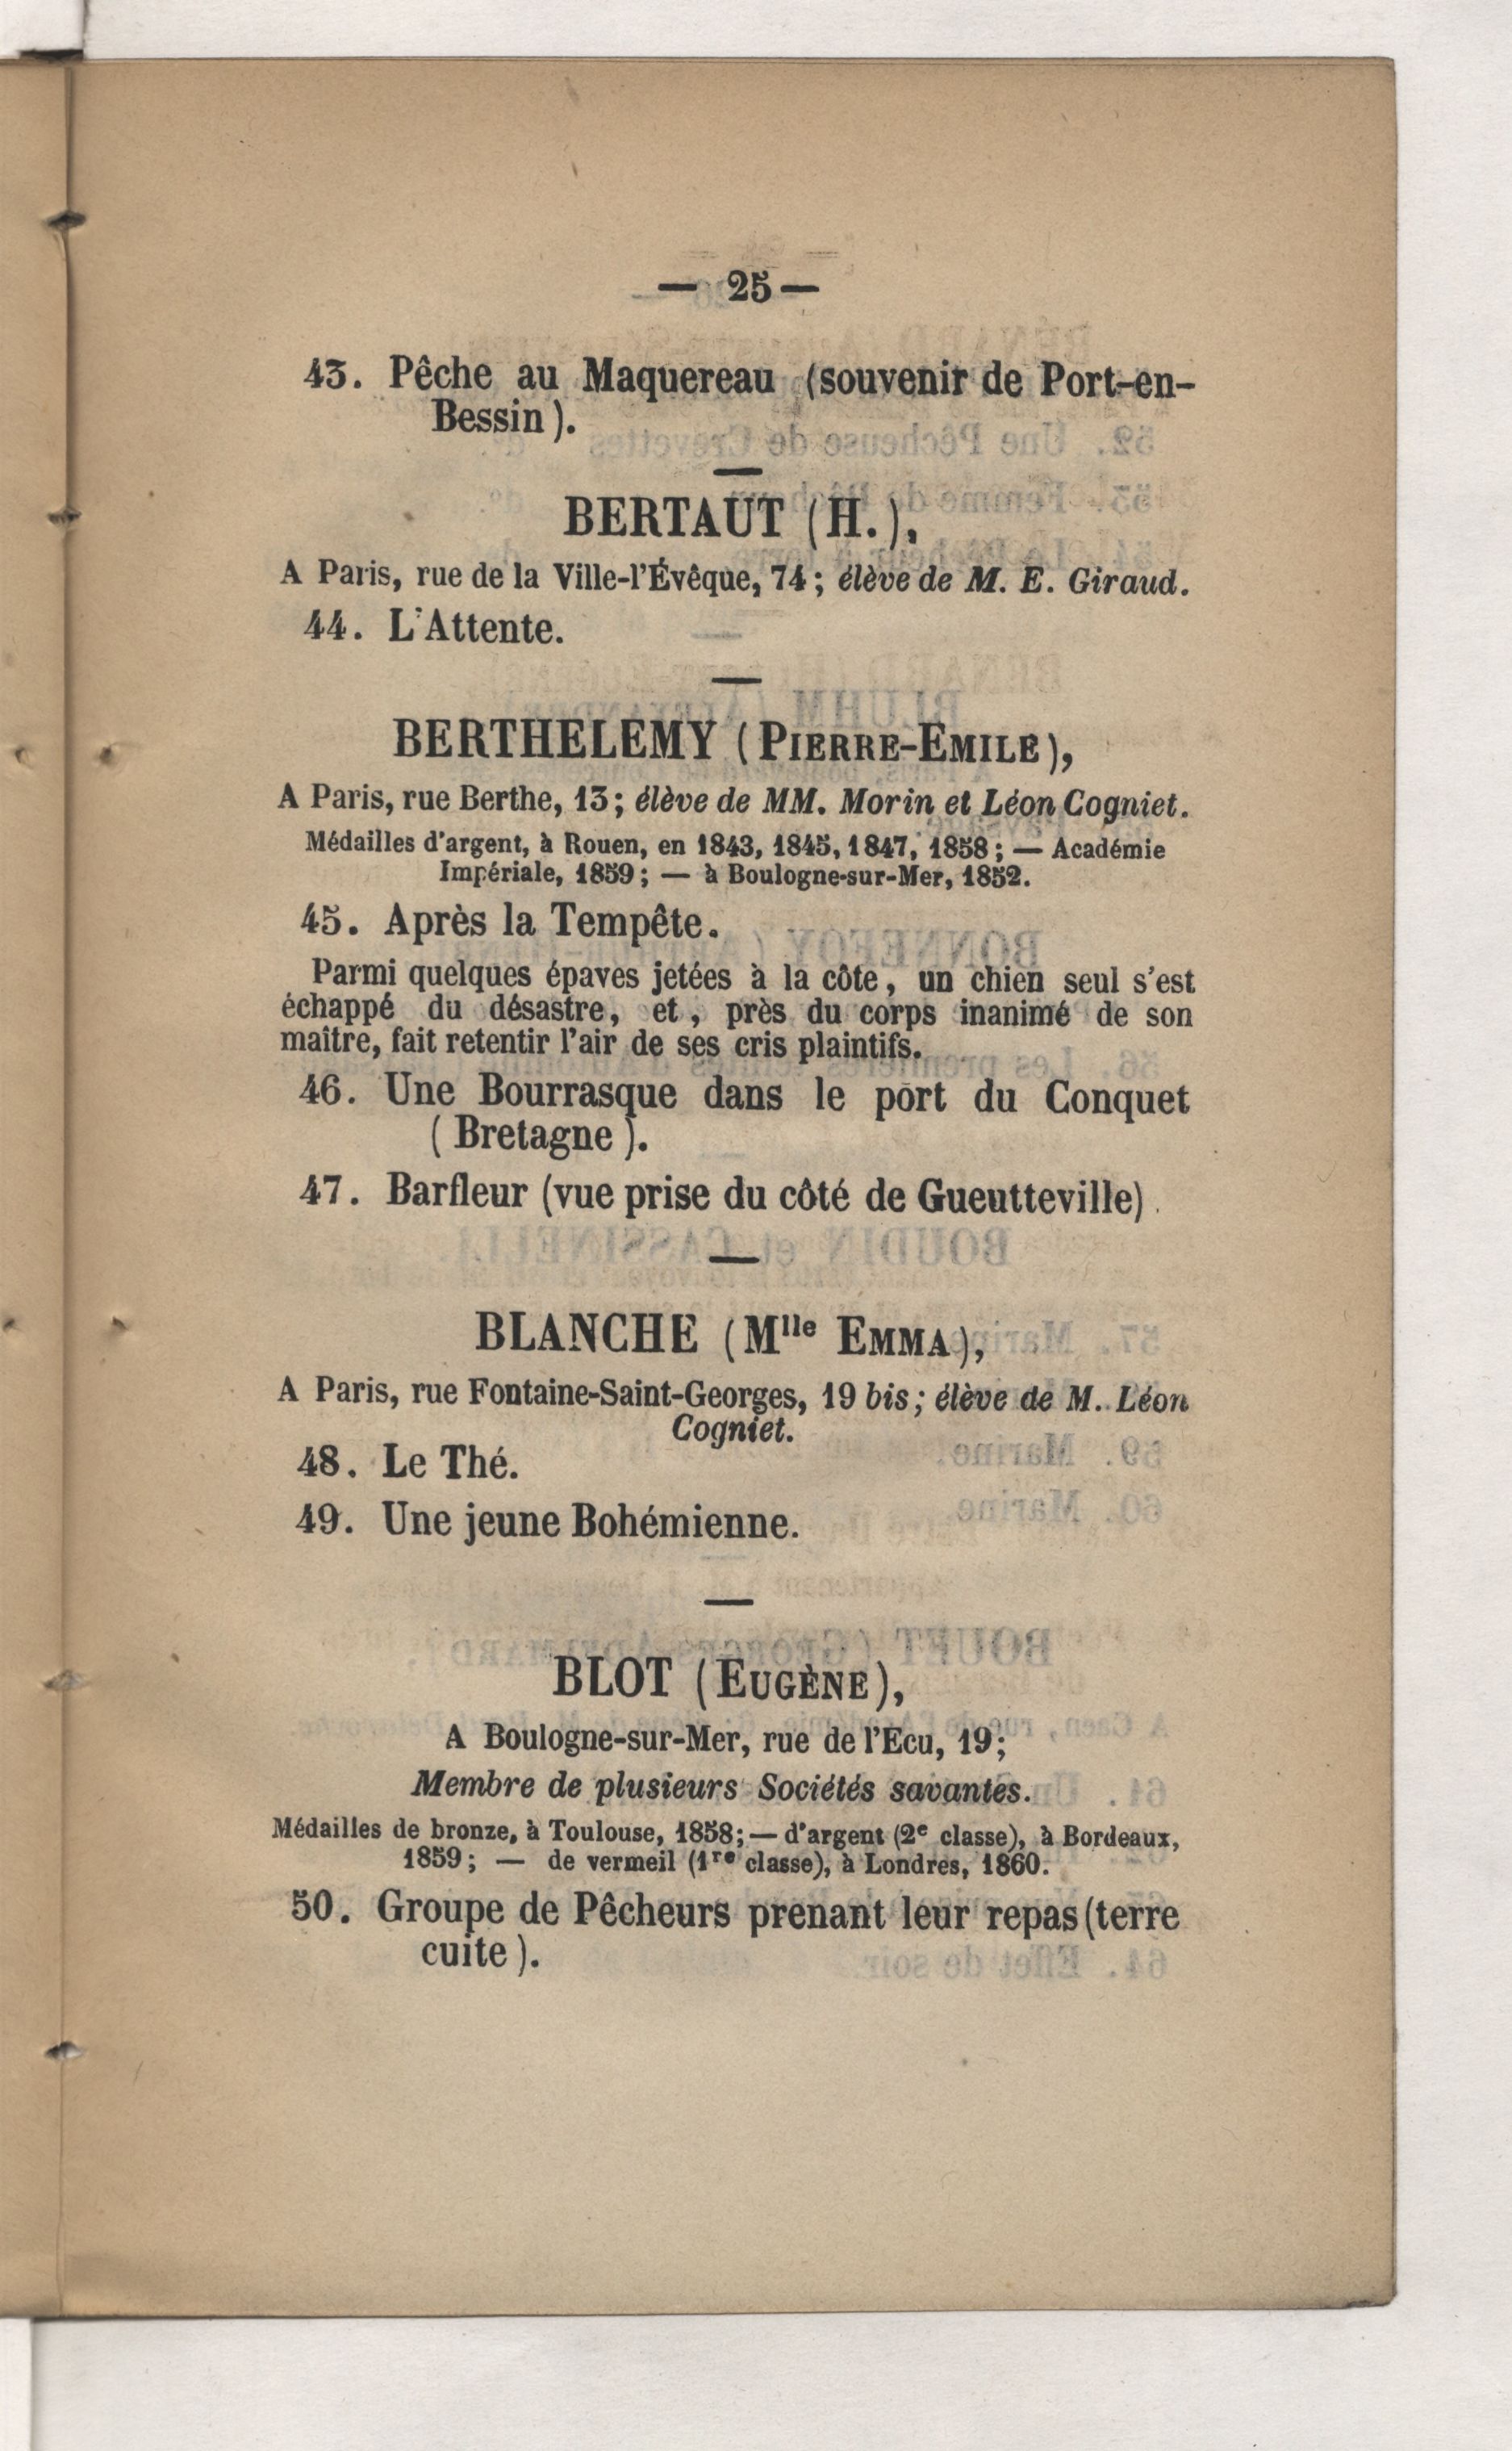 — 25 —
43. Pêche au Maquereau (souvenir de Port-en-
Bessin).
BERTAUT (H.),
A Paris, rue de la Ville-l'Évêque, 74; élève de M. E. Giraud.
44. L'Attente.
BERTHELEMY (PIERRE-EMILE),
A Paris, rue Berthe, 13; élève de MM. Morin et Léon Cogniet.
Médailles d'argent, à Rouen, en 1843, 1845, 1847, 1858; — Académie
Impériale, 1859; — à Boulogne-sur-Mer, 1852.
45. Après la Tempête.
Parmi quelques épaves jetées à la côte, un chien seul s'est
échappé du désastre, et, près du corps inanimé de son
maître, fait retentir l'air de ses cris plaintifs.
46. Une Bourrasque dans le port du Conquet
(Bretagne).
47. Barfleur (vue prise du côté de Gueutteville).
BLANCHE (Mlle EMMA),
A Paris, rue Fontaine-Saint-Georges, 19 bis; élève de M. Léon
Cogniet.
48. Le Thé.
49. Une jeune Bohémienne.
BLOT (EUGÈNE),
A Boulogne-sur-Mer, rue de l'Ecu, 19;
Membre de plusieurs Sociétés savantes.
Médailles de bronze, à Toulouse, 1858; — d'argent (2e classe), à Bordeaux,
1859; — de vermeil (1re classe), à Londres, 1860.
50. Groupe de Pêcheurs prenant leur repas (terre
cuite).